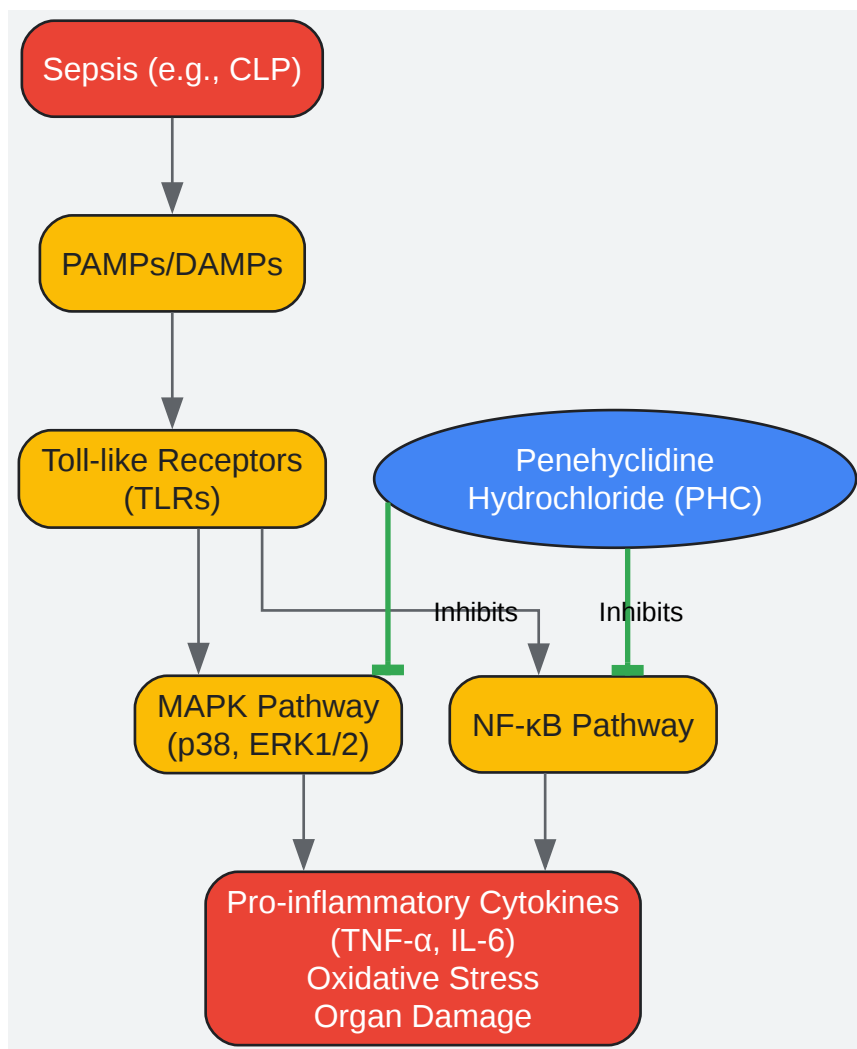 Sepsis (e.g., CLP)
PAMPs/DAMPs
Toll-like Receptors
(TLRs)
Penehyclidine
Hydrochloride (PHC)
Inhibits
Inhibits
MAPK Pathway
(p38, ERK1/2)
NF-κB Pathway
Pro-inflammatory Cytokines
(TNF-α, IL-6)
Oxidative Stress
Organ Damage